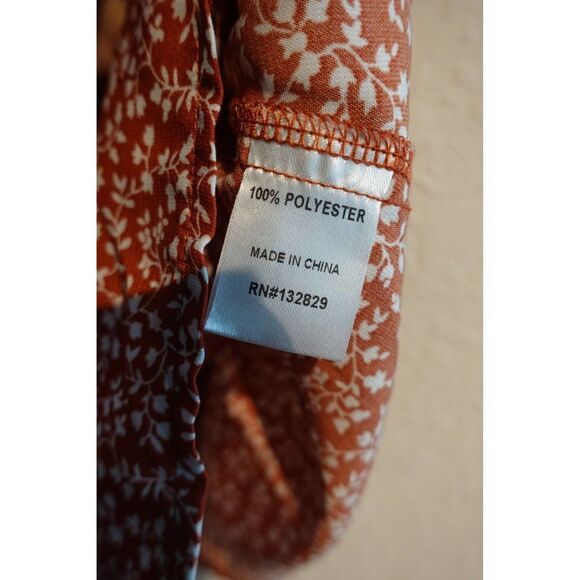 100% POLYESTER
MADE IN CHINA
RN#132829